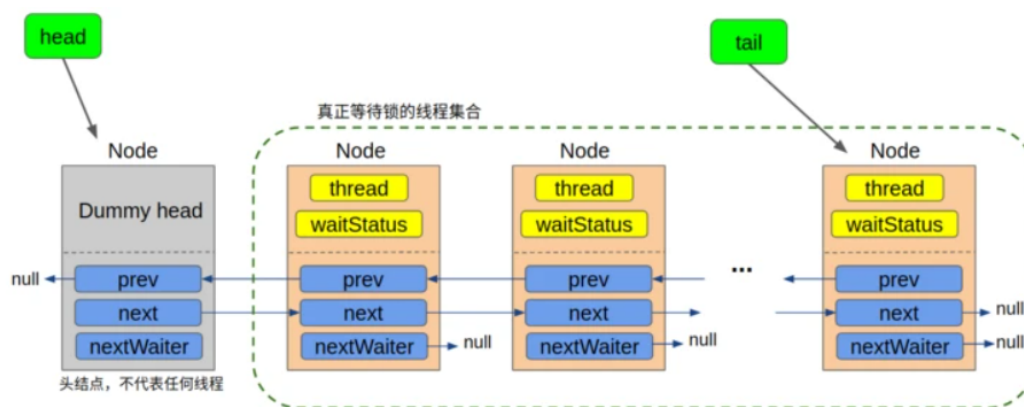 head
tail
真正等待锁的线程集合
Node
Node
Node
Node
Dummy head
thread
thread
thread
waitStatus
waitStatus
waitStatus
null
prev
prev
prev
...
prev
next
next
next
next
null
nextWaiter
nextWaiter
null
nextWaiter
null
nextWaiter
null
头结点，不代表任何线程